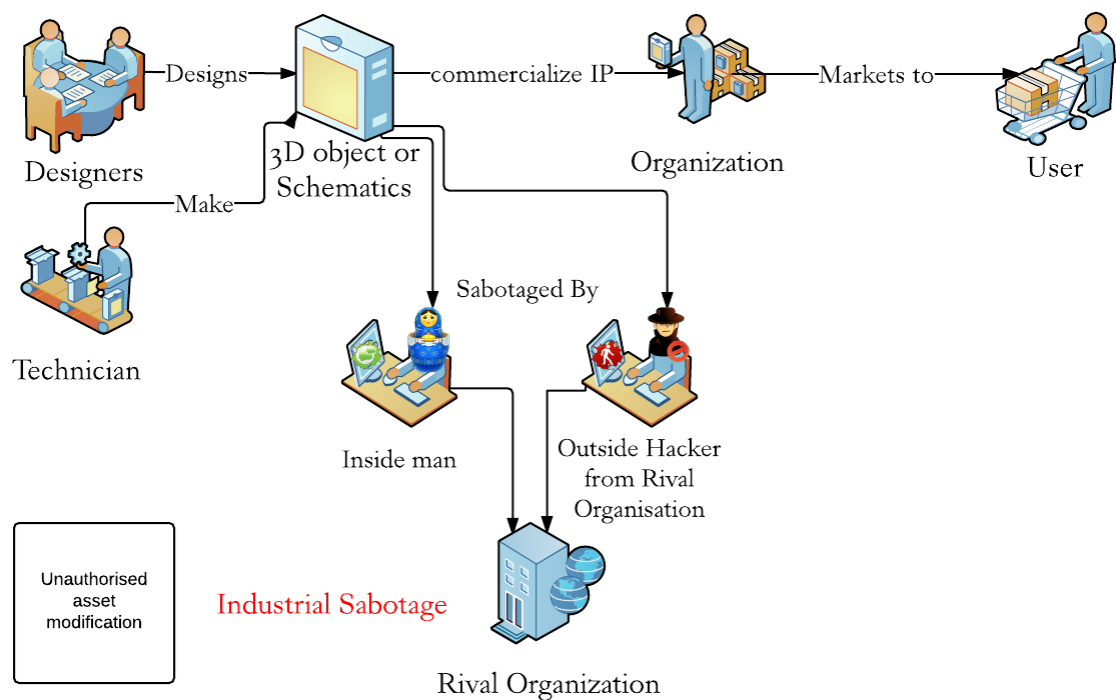 Designs
commercialize IP
Markets to
Designers
3D object or
Schematics
Organization
User
Make
Technician
Sabotaged By
Inside man
Outside Hacker
from Rival
Organisation
Unauthorised
asset
modification
Industrial Sabotage
Rival Organization